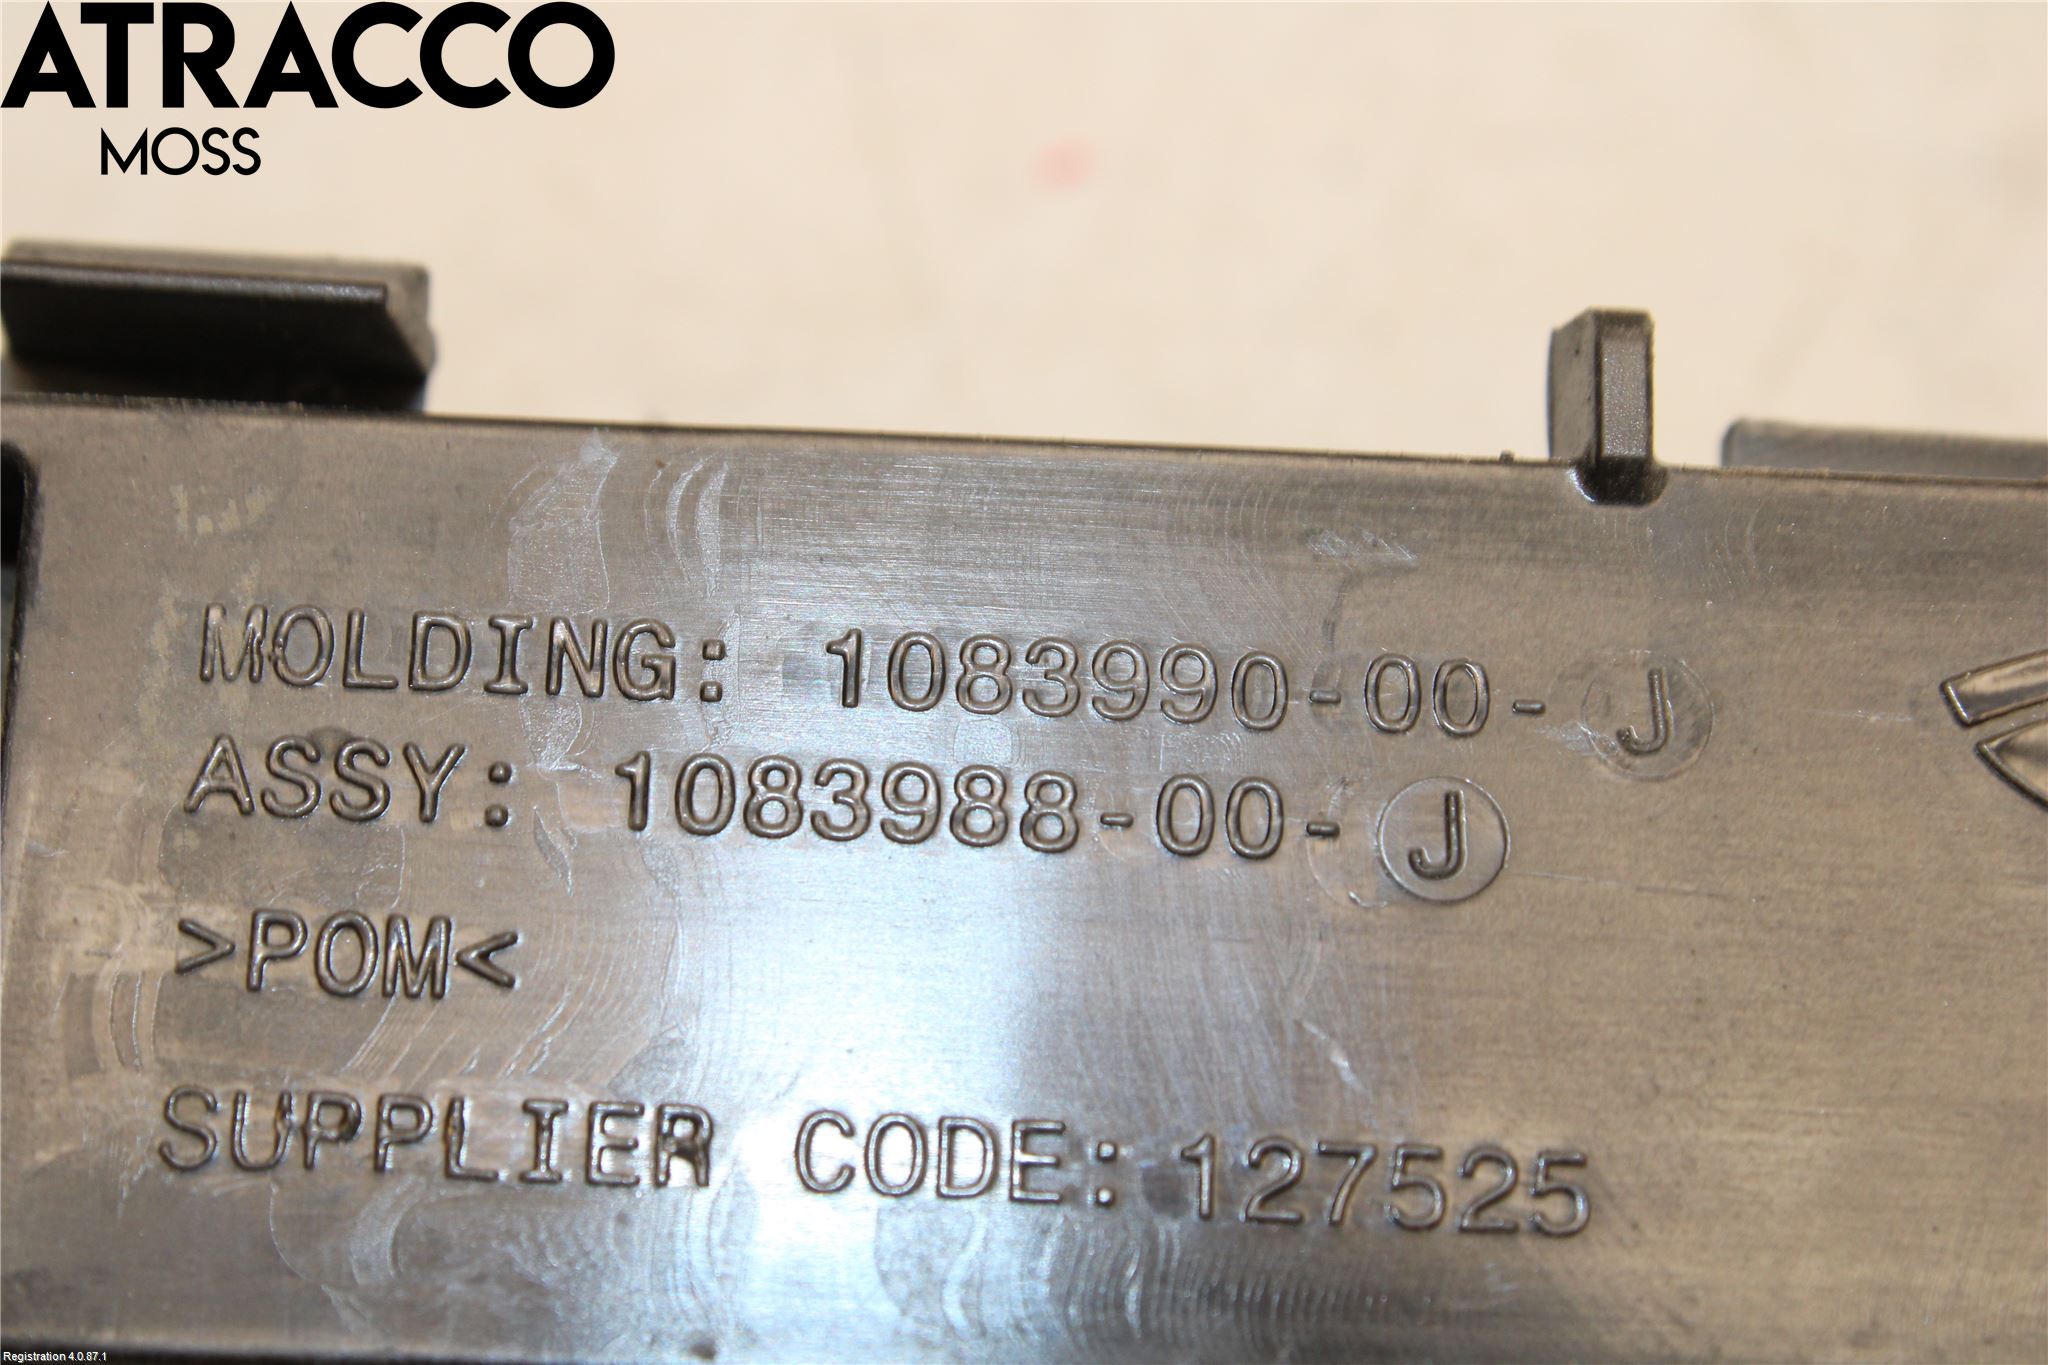 ATRACCO
MOSS
MOLDING: 1083990-00-J
ASSY: 1083988-00-J
>POM<
SUPPLIER CODE: 127525
Registration 4.0.87.1